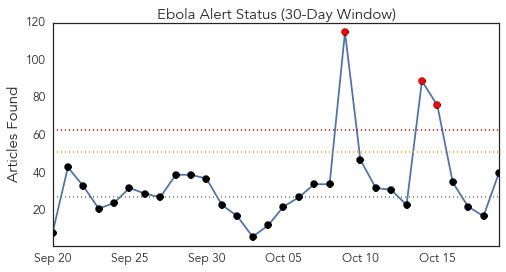 Ebola Alert Status (30-Day Window)
120
100
80
60
40
20
Articles Found
Sep 20 Sep 25 Sep 30 Oct 05 Oct 10 Oct 15